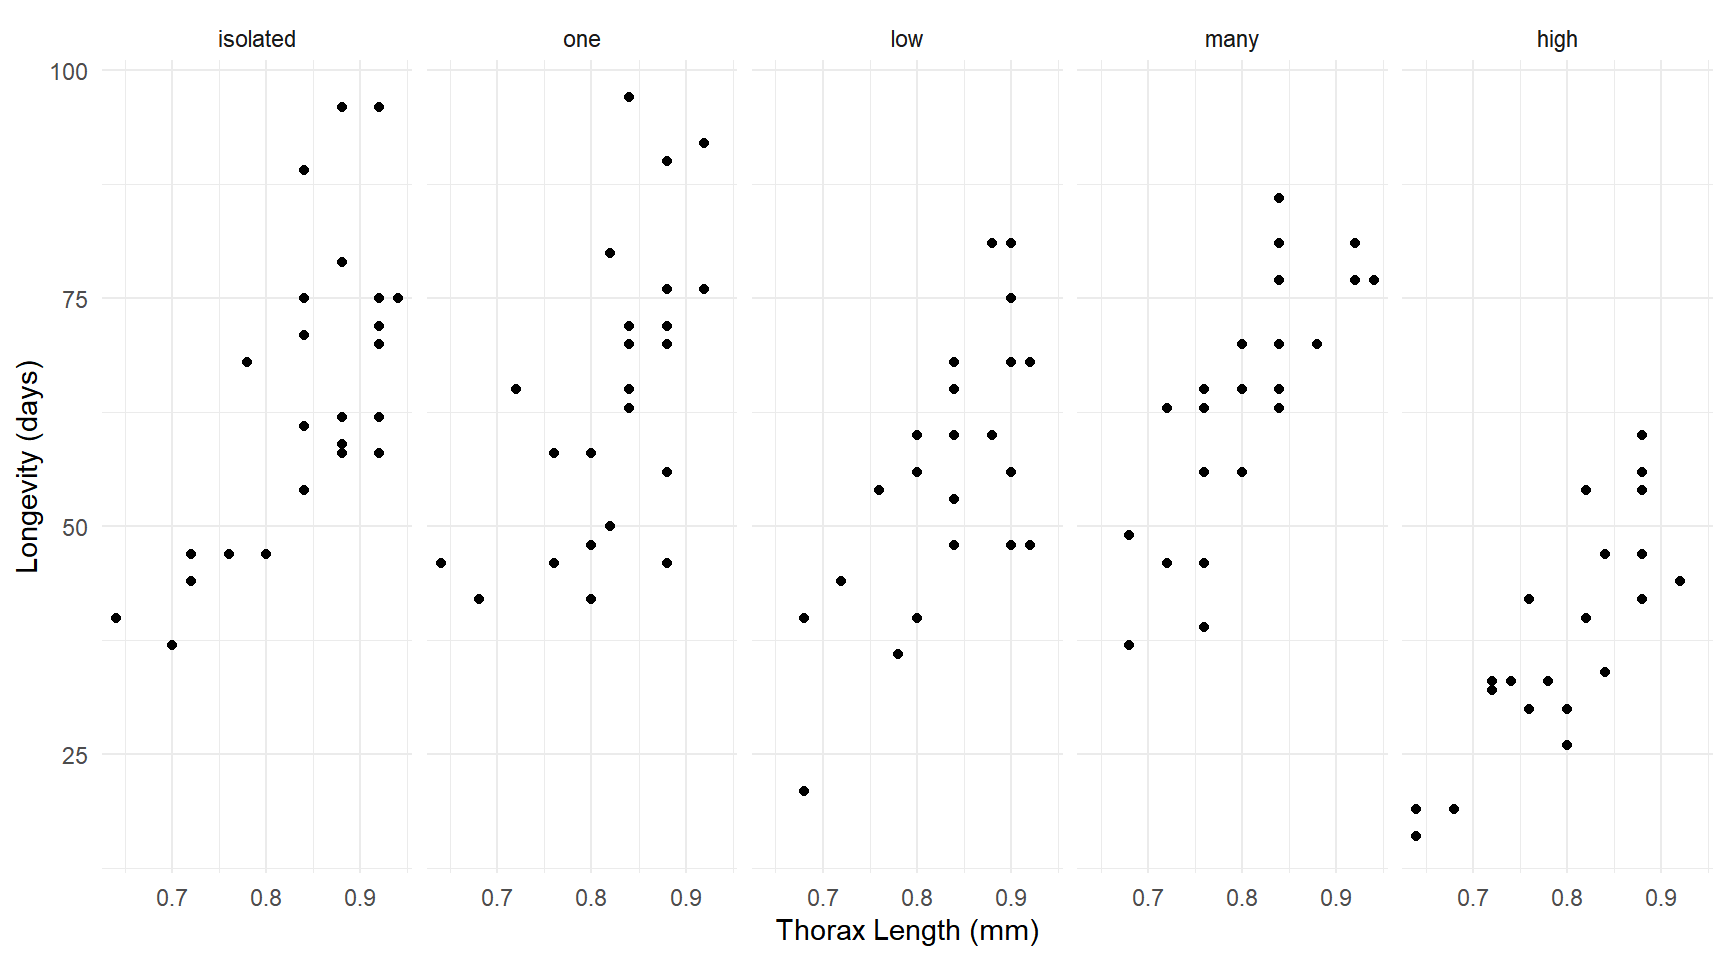 isolated one low many high
100
75
50
25
Longevity (days)
0.7 0.8 0.9 0.7 0.8 0.9 0.7 0.8 0.9 0.7 0.8 0.9 0.7 0.8 0.9
Thorax Length (mm)